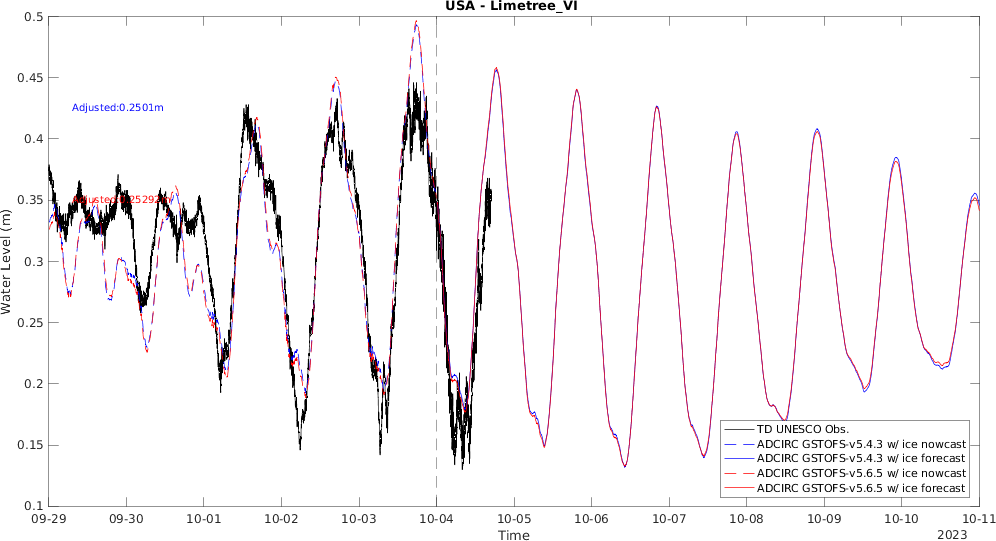 USA - Limetree_VI
0.5
0.45
0.4
0.35
0.3
0.25
0.2
0.15
0.1
Water Level (m)
Adjusted:0.2501m
Adjusted:0.25292m
TD UNESCO Obs.
ADCIRC GSTOFS-v5.4.3 w/ ice nowcast
ADCIRC GSTOFS-v5.4.3 w/ ice forecast
ADCIRC GSTOFS-v5.6.5 w/ ice nowcast
ADCIRC GSTOFS-v5.6.5 w/ ice forecast
09-29 09-30 10-01 10-02 10-03 10-04 10-05 10-06 10-07 10-08 10-09 10-10 10-11
Time
2023